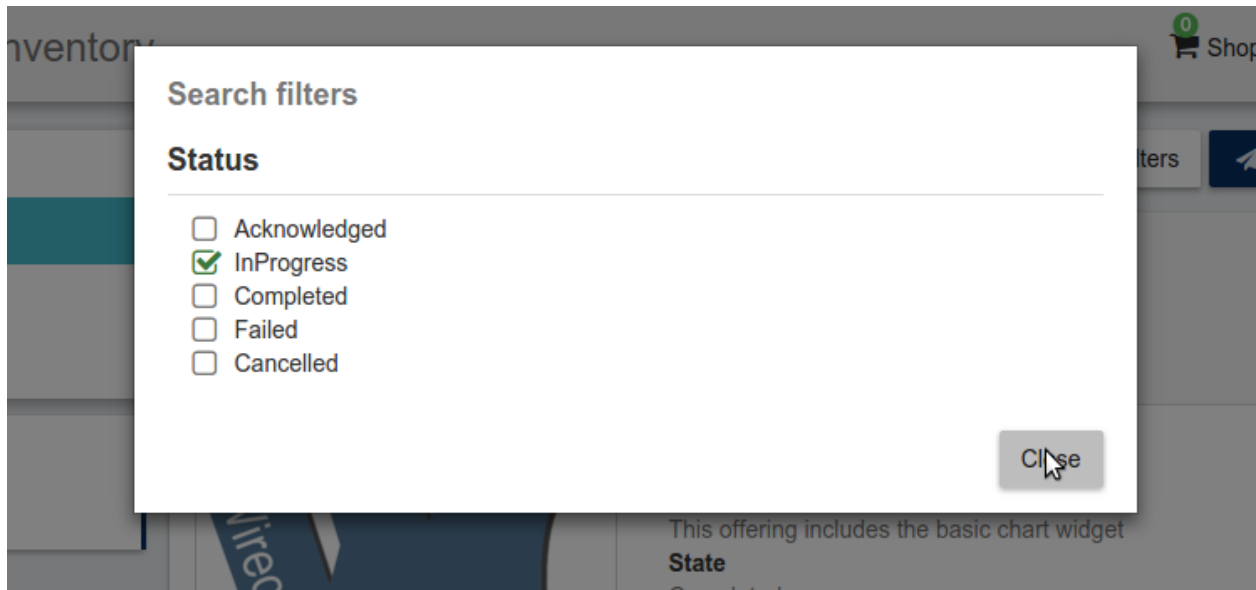 nventory
0
Shop
Search filters
Status
lters
Acknowledged
InProgress
Completed
Failed
Cancelled
Close
This offering includes the basic chart widget
State